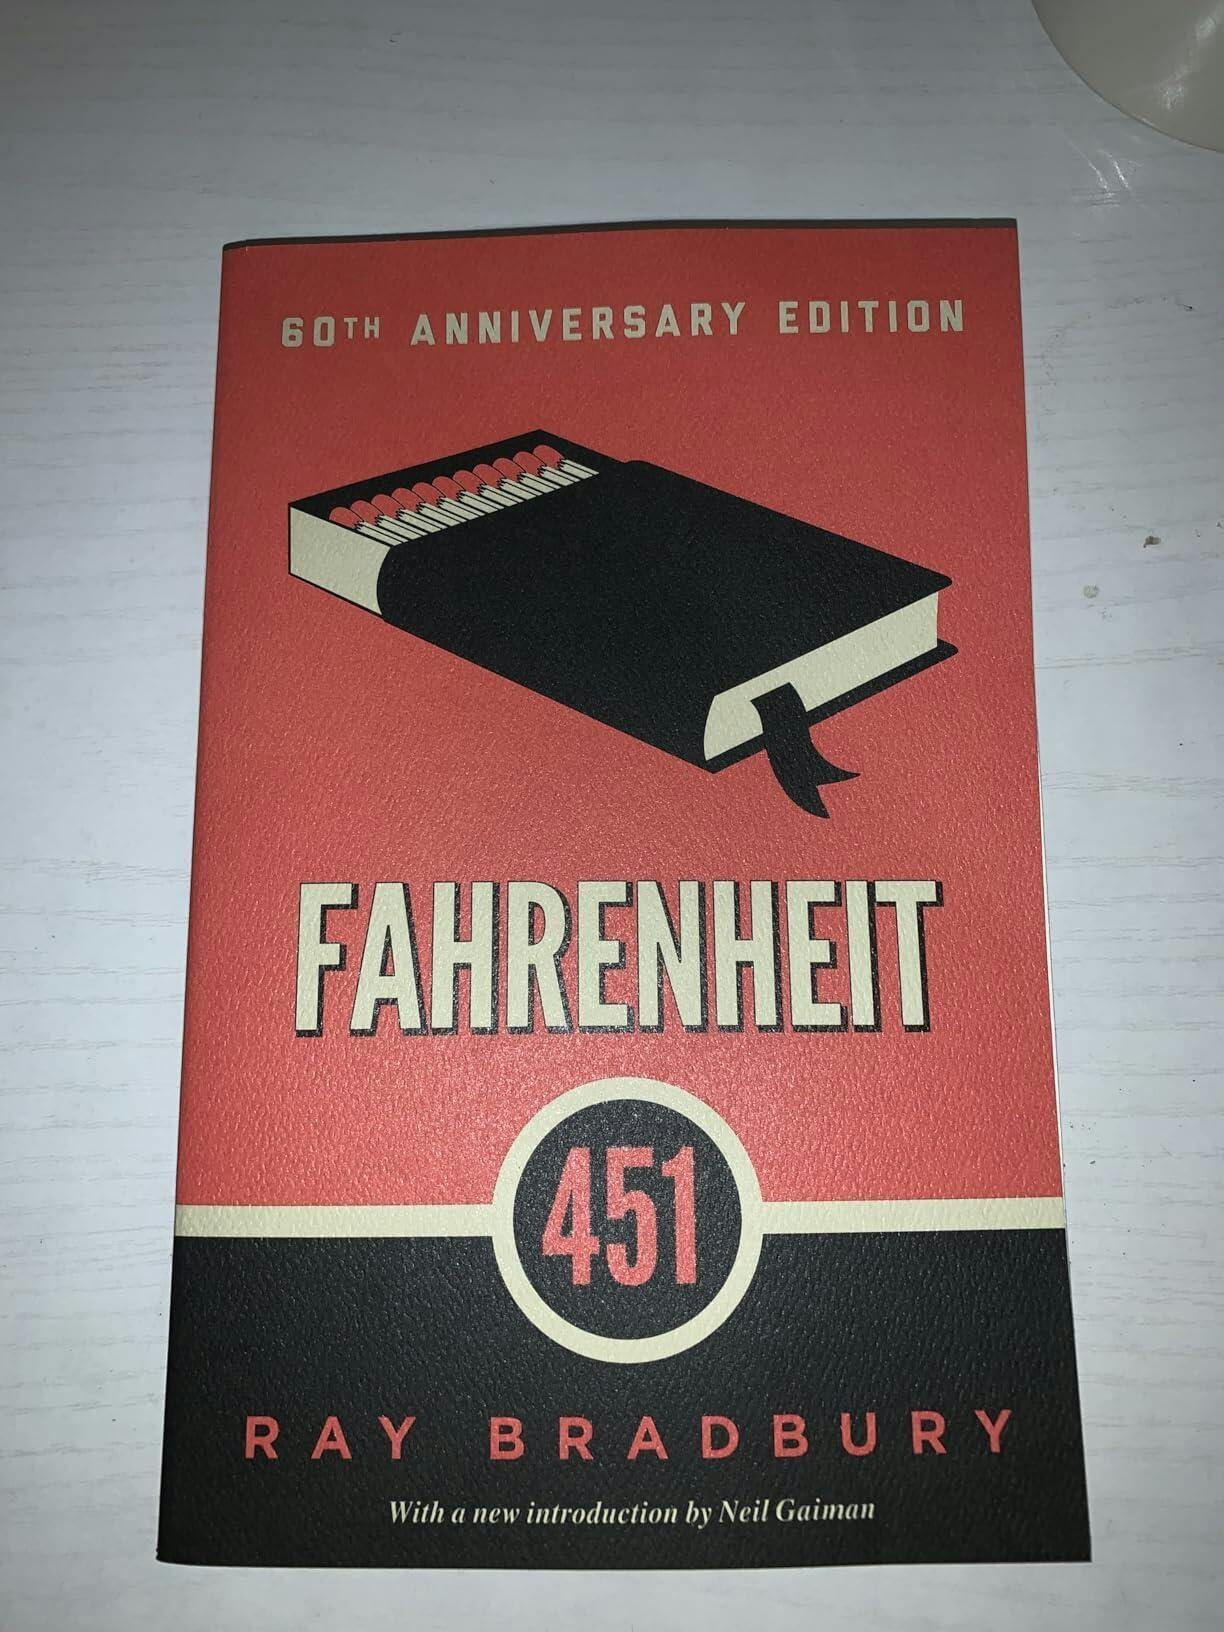 60TH ANNIVERSARY EDITION
FAHRENHEIT
451
RAY BRADBURY
With a new introduction by Neil Gaiman